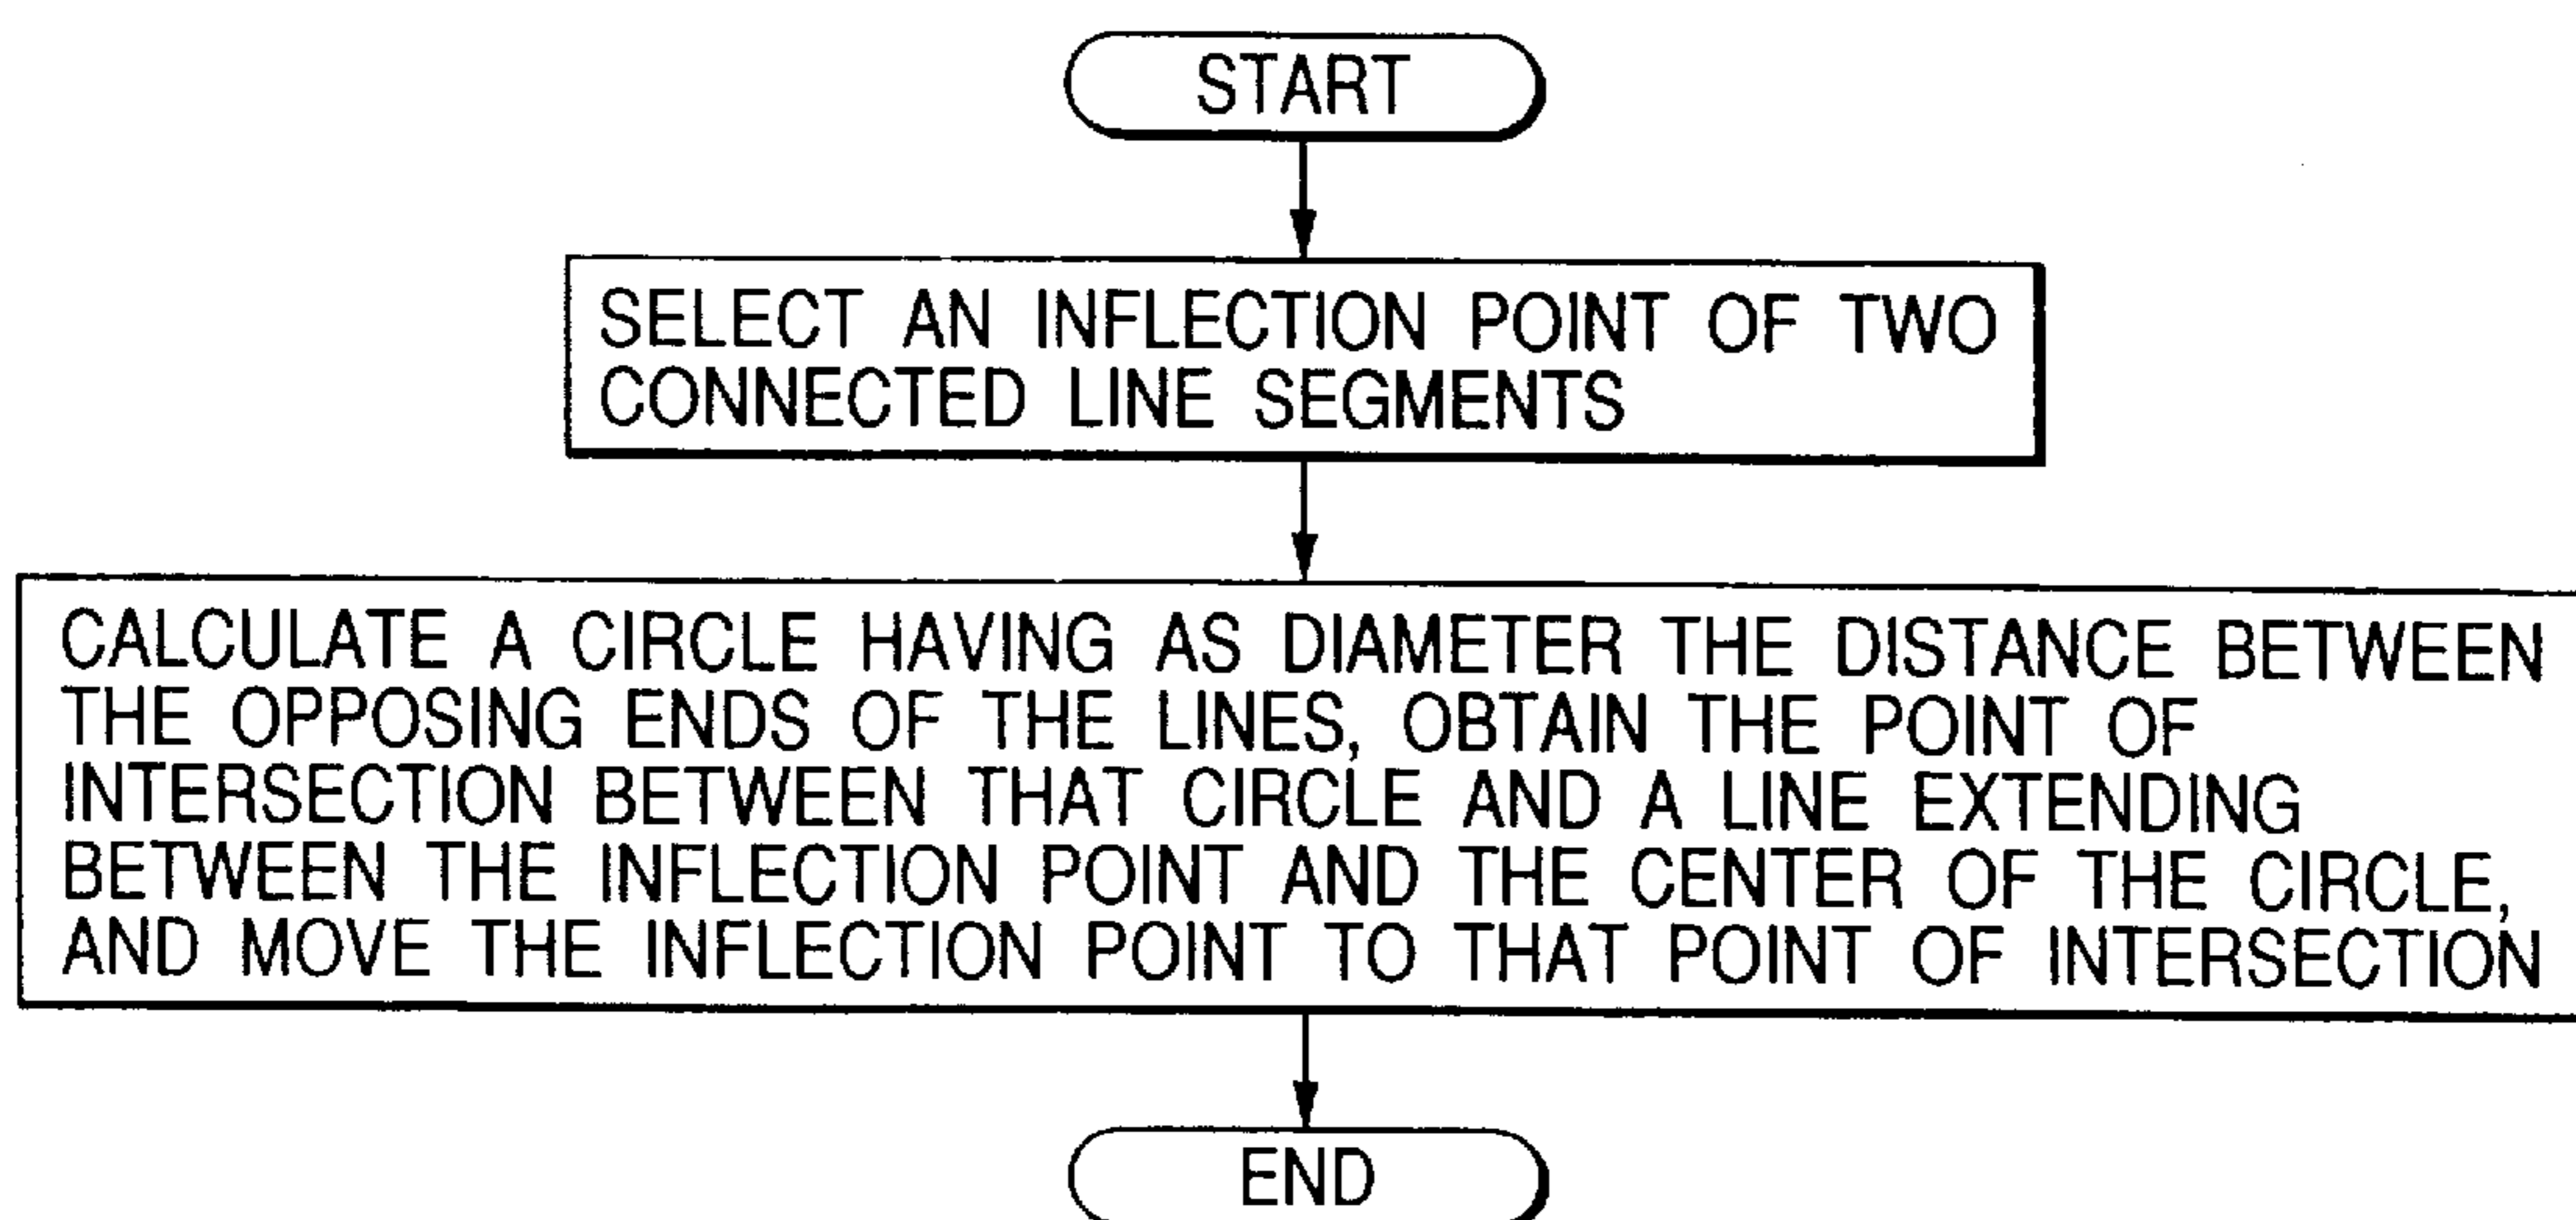 START
SELECT AN INFLECTION POINT OF TWO
CONNECTED LINE SEGMENTS
CALCULATE A CIRCLE HAVING AS DIAMETER THE DISTANCE BETWEEN
THE OPPOSING ENDS OF THE LINES, OBTAIN THE POINT OF
INTERSECTION BETWEEN THAT CIRCLE AND A LINE EXTENDING
BETWEEN THE INFLECTION POINT AND THE CENTER OF THE CIRCLE,
AND MOVE THE INFLECTION POINT TO THAT POINT OF INTERSECTION
END